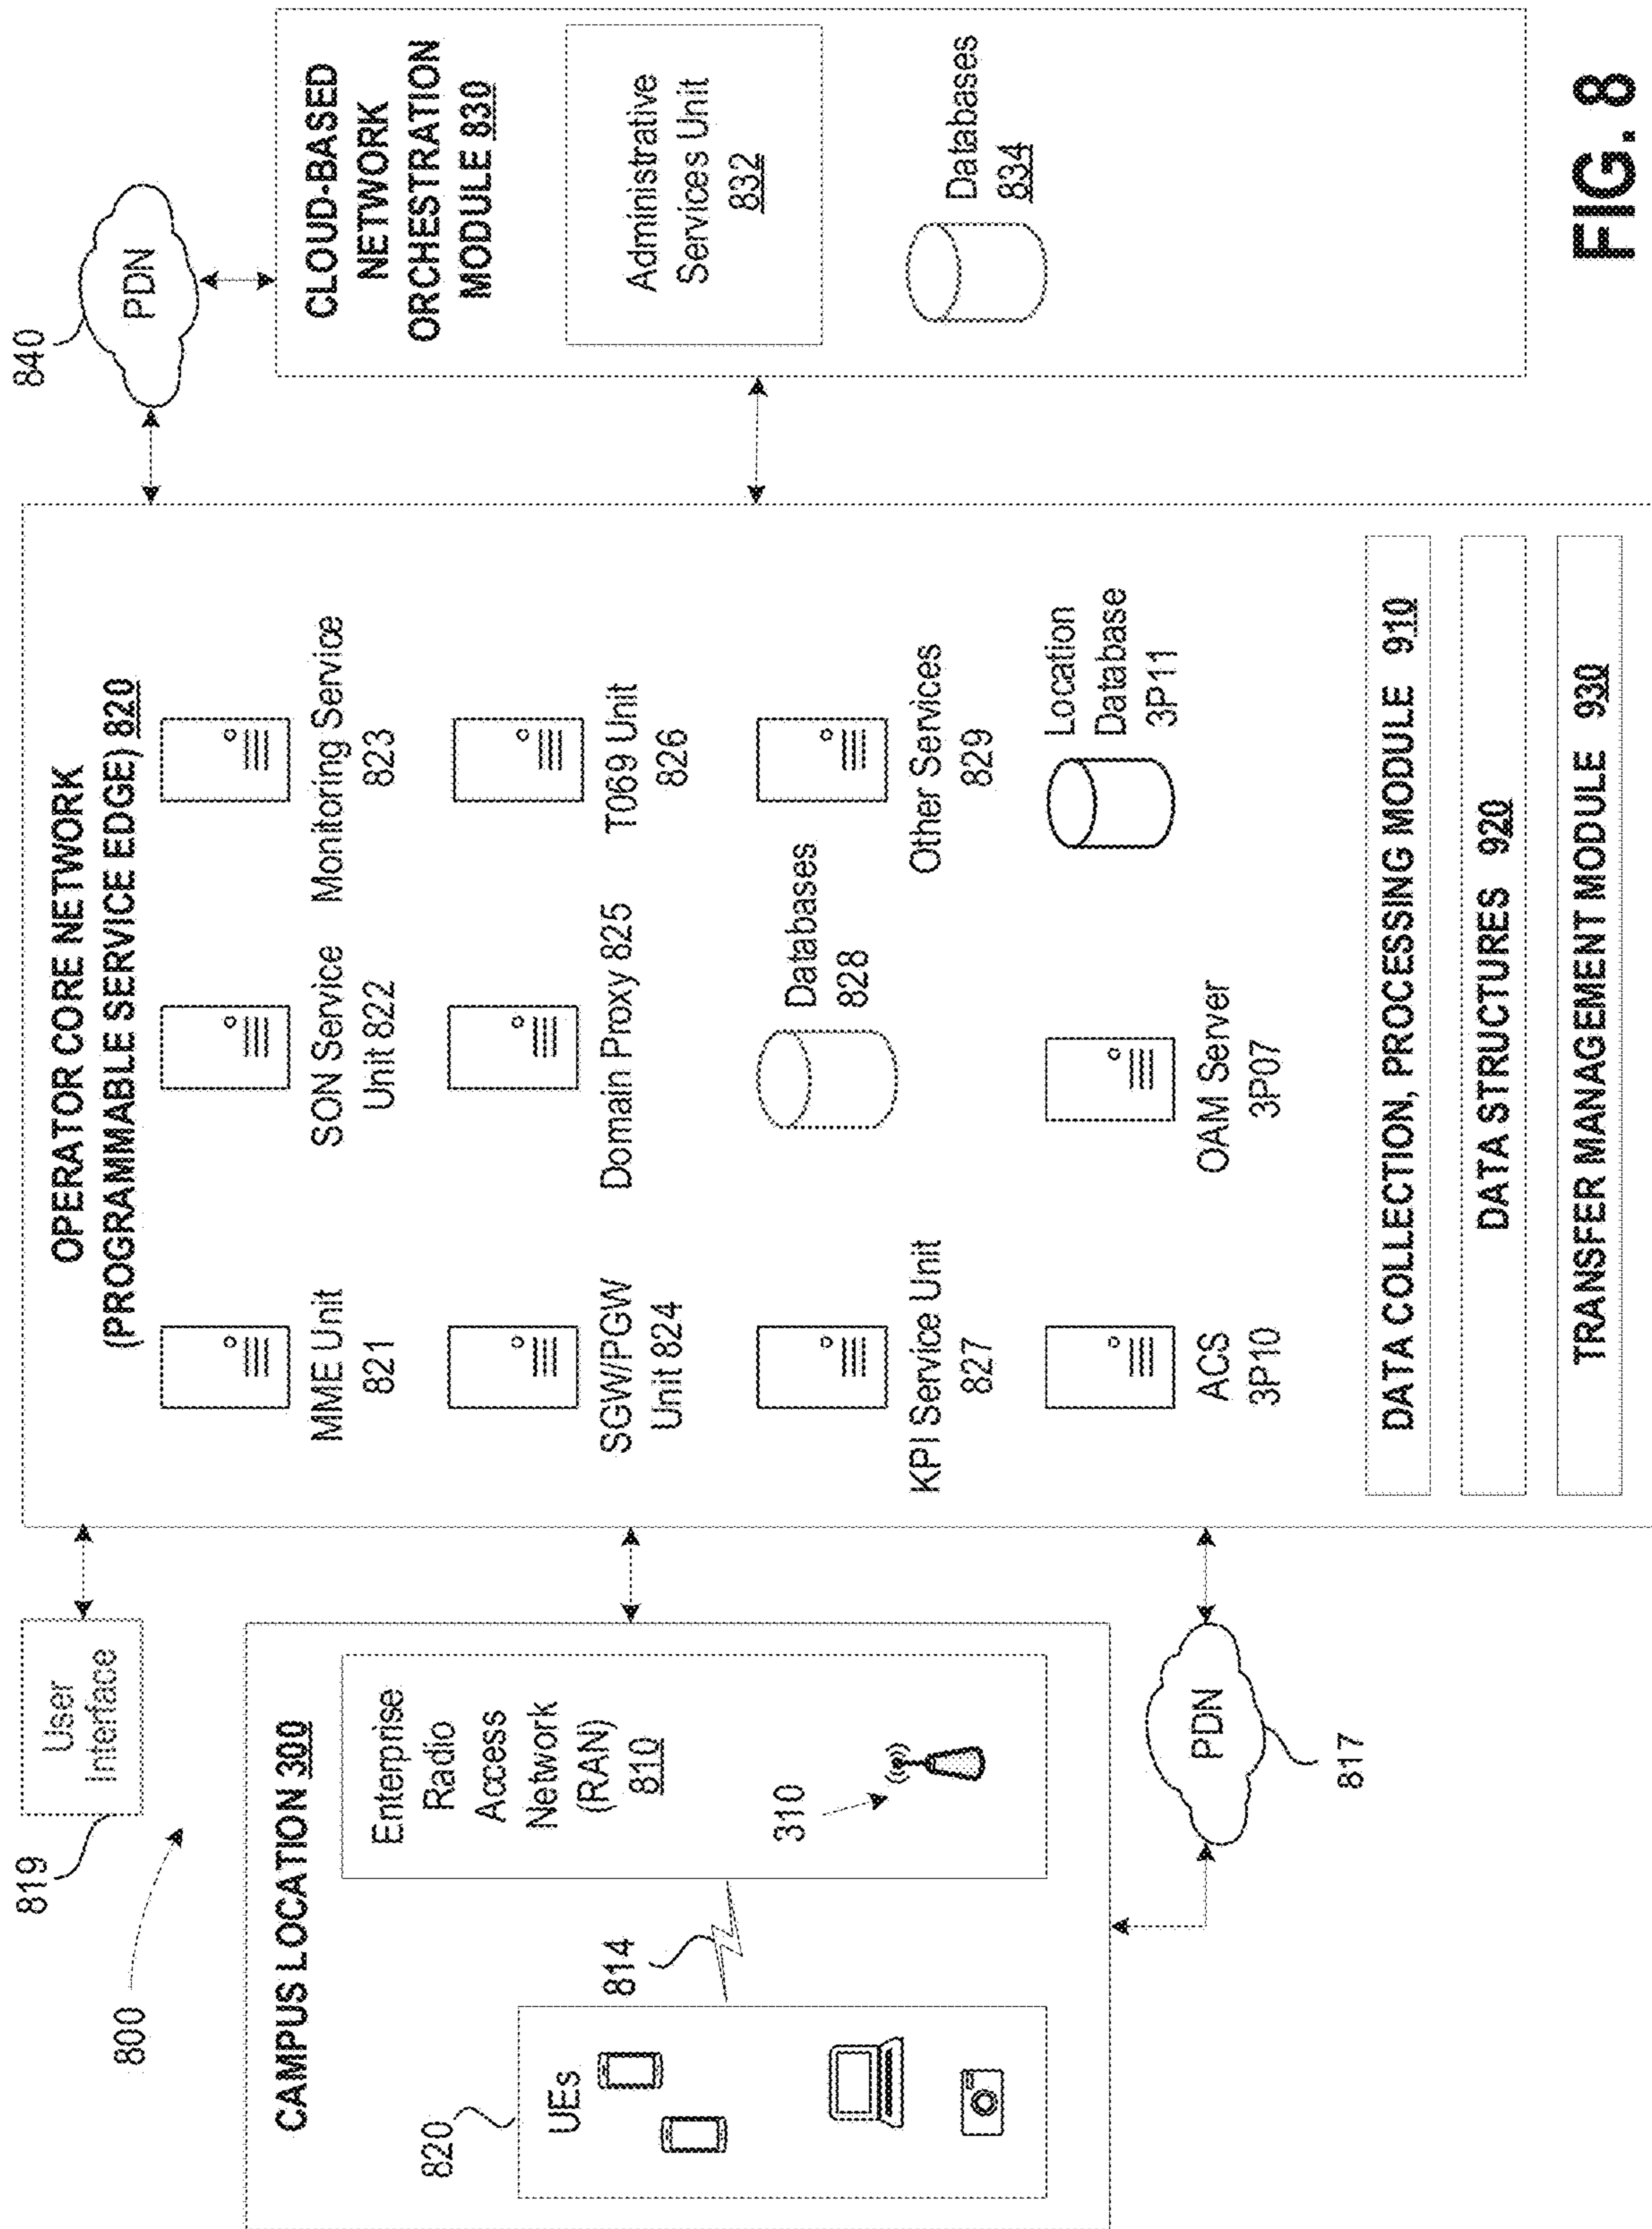 800
819
User
Interface
CAMPUS LOCATION 300
820
UEs
814
Enterprise
Radio
Access
Network
(RAN)
810
310
PDN
817
OPERATOR CORE NETWORK
(PROGRAMMABLE SERVICE EDGE) 820
MME Unit
821
SON Service
Unit 822
Monitoring Service
823
SGW/PGW
Unit 824
Domain Proxy 825
T069 Unit
826
KPI Service Unit
827
Databases
828
Other Services
829
ACS
3P10
OAM Server
3P07
Location
Database
3P11
DATA COLLECTION, PROCESSING MODULE 910
DATA STRUCTURES 920
TRANSFER MANAGEMENT MODULE 930
840
PDN
CLOUD-BASED
NETWORK
ORCHESTRATION
MODULE 830
Administrative
Services Unit
832
Databases
834
FIG. 8